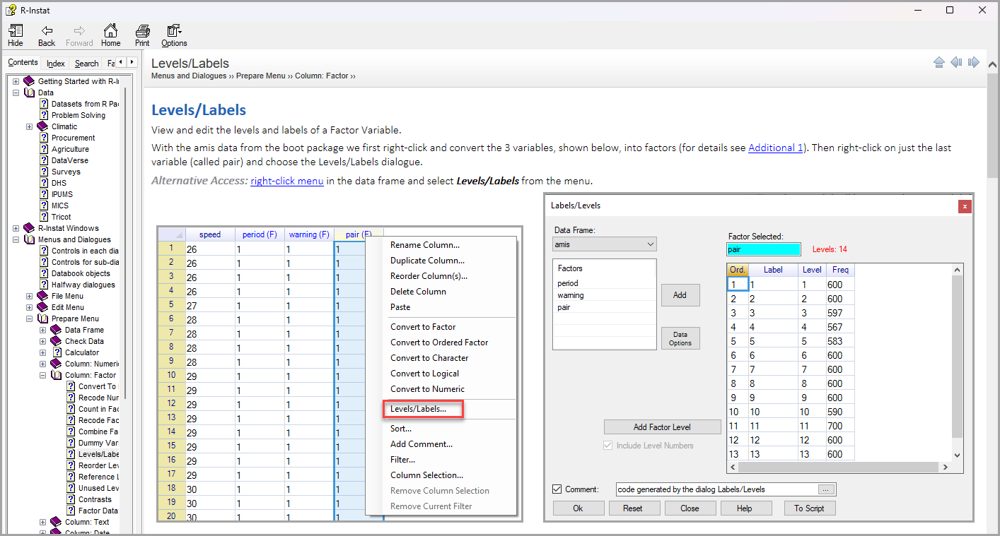 R-Instat
Hide Back Forward Home Print Options
Contents Index Search Fa
Getting Started with R-In
Data
Datasets from R Pac
Problem Solving
Climatic
Procurement
Agriculture
DataVerse
Surveys
DHS
IPUMS
MICS
Tricot
R-Instat Windows
Menus and Dialogues
Controls in each dia
Controls for sub-dia
Databook objects
Halfway dialogues
File Menu
Edit Menu
Prepare Menu
Data Frame
Check Data
Calculator
Column: Numeric
Column: Factor
Convert To
Recode Num
Count in Fac
Recode Fac
Combine Fa
Dummy Vari
Levels/Labe
Reorder Lev
Reference L
Unused Lev
Contrasts
Factor Data
Column: Text
Column: Date
Levels/Labels
Menus and Dialogues ›› Prepare Menu ›› Column: Factor ››
Levels/Labels
View and edit the levels and labels of a Factor Variable.
With the amis data from the boot package we first right-click and convert the 3 variables, shown below, into factors (for details see Additional 1). Then right-click on just the last
variable (called pair) and choose the Levels/Labels dialogue.
Alternative Access: right-click menu in the data frame and select Levels/Labels from the menu.
speed period (F) warning (F) pair (F)
1 26 1 1 1
2 26 1 1 1
3 26 1 1 1
4 26 1 1 1
5 27 1 1 1
6 28 1 1 1
7 28 1 1 1
8 28 1 1 1
9 28 1 1 1
10 29 1 1 1
11 29 1 1 1
12 29 1 1 1
13 29 1 1 1
14 29 1 1 1
15 29 1 1 1
16 29 1 1 1
17 29 1 1 1
18 30 1 1 1
19 30 1 1 1
20 30 1 1 1
Rename Column...
Duplicate Column...
Reorder Column(s)...
Delete Column
Paste
Convert to Factor
Convert to Ordered Factor
Convert to Character
Convert to Logical
Convert to Numeric
Levels/Labels...
Sort...
Add Comment...
Filter...
Column Selection...
Remove Column Selection
Remove Current Filter
Labels/Levels x
Data Frame:
amis
Factors
period
warning
pair
Add
Data
Options
Factor Selected:
pair Levels: 14
Ord. Label Level Freq
1 1 1 600
2 2 2 600
3 3 3 597
4 4 4 567
5 5 5 583
6 6 6 600
7 7 7 600
8 8 8 600
9 9 9 600
10 10 10 590
11 11 11 700
12 12 12 600
13 13 13 600
Add Factor Level
Include Level Numbers
Comment: code generated by the dialog Labels/Levels ...
Ok Reset Close Help To Script